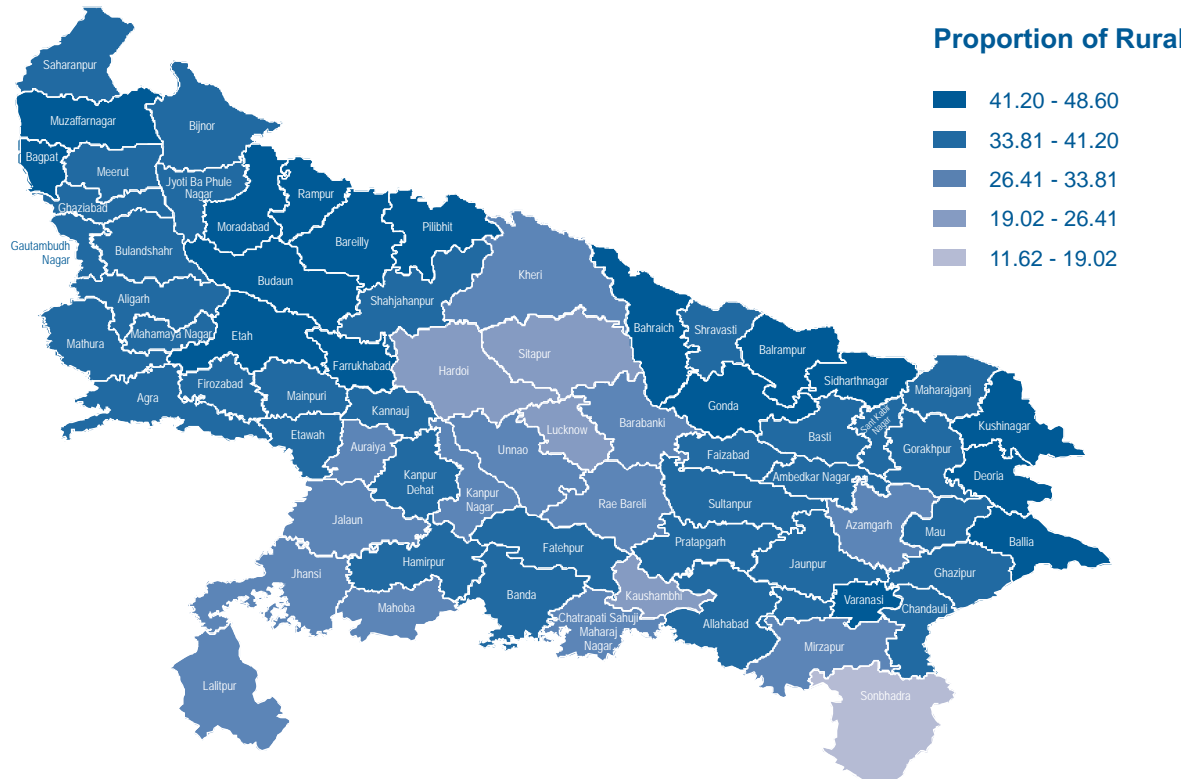 Proportion of Rural
41.20 - 48.60
33.81 - 41.20
26.41 - 33.81
19.02 - 26.41
11.62 - 19.02
Saharanpur
Muzaffarnagar
Bijnor
Bagpat
Meerut
Jyoti Ba Phule
Nagar
Rampur
Ghaziabad
Moradabad
Pilibhit
Bareilly
Gautambudh
Nagar
Bulandshahr
Budaun
Kheri
Aligarh
Shahjahanpur
Mahamaya Nagar
Etah
Mathura
Bahraich
Shravasti
Balrampur
Sitapur
Farrukhabad
Hardoi
Sidharthnagar
Maharajganj
Agra
Firozabad
Mainpuri
Kannauj
Gonda
Kushinagar
Sant Kabir
Nagar
Etawah
Auraiya
Unnao
Lucknow
Barabanki
Basti
Faizabad
Gorakhpur
Kanpur
Dehat
Ambedkar Nagar
Deoria
Kanpur
Nagar
Rae Bareli
Sultanpur
Jalaun
Azamgarh
Mau
Ballia
Fatehpur
Pratapgarh
Hamirpur
Jaunpur
Ghazipur
Jhansi
Banda
Kaushambhi
Varanasi
Mahoba
Chatrapati Sahuji
Maharaj
Nagar
Allahabad
Chandauli
Mirzapur
Lalitpur
Sonbhadra